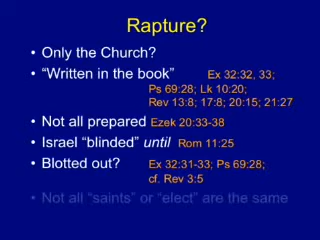 Rapture?
• Only the Church?
• “Written in the book” Ex 32:32, 33;
Ps 69:28; Lk 10:20;
Rev 13:8; 17:8; 20:15; 21:27
• Not all prepared Ezek 20:33-38
• Israel “blinded” until Rom 11:25
• Blotted out? Ex 32:31-33; Ps 69:28;
cf. Rev 3:5
• Not all “saints” or “elect” are the same